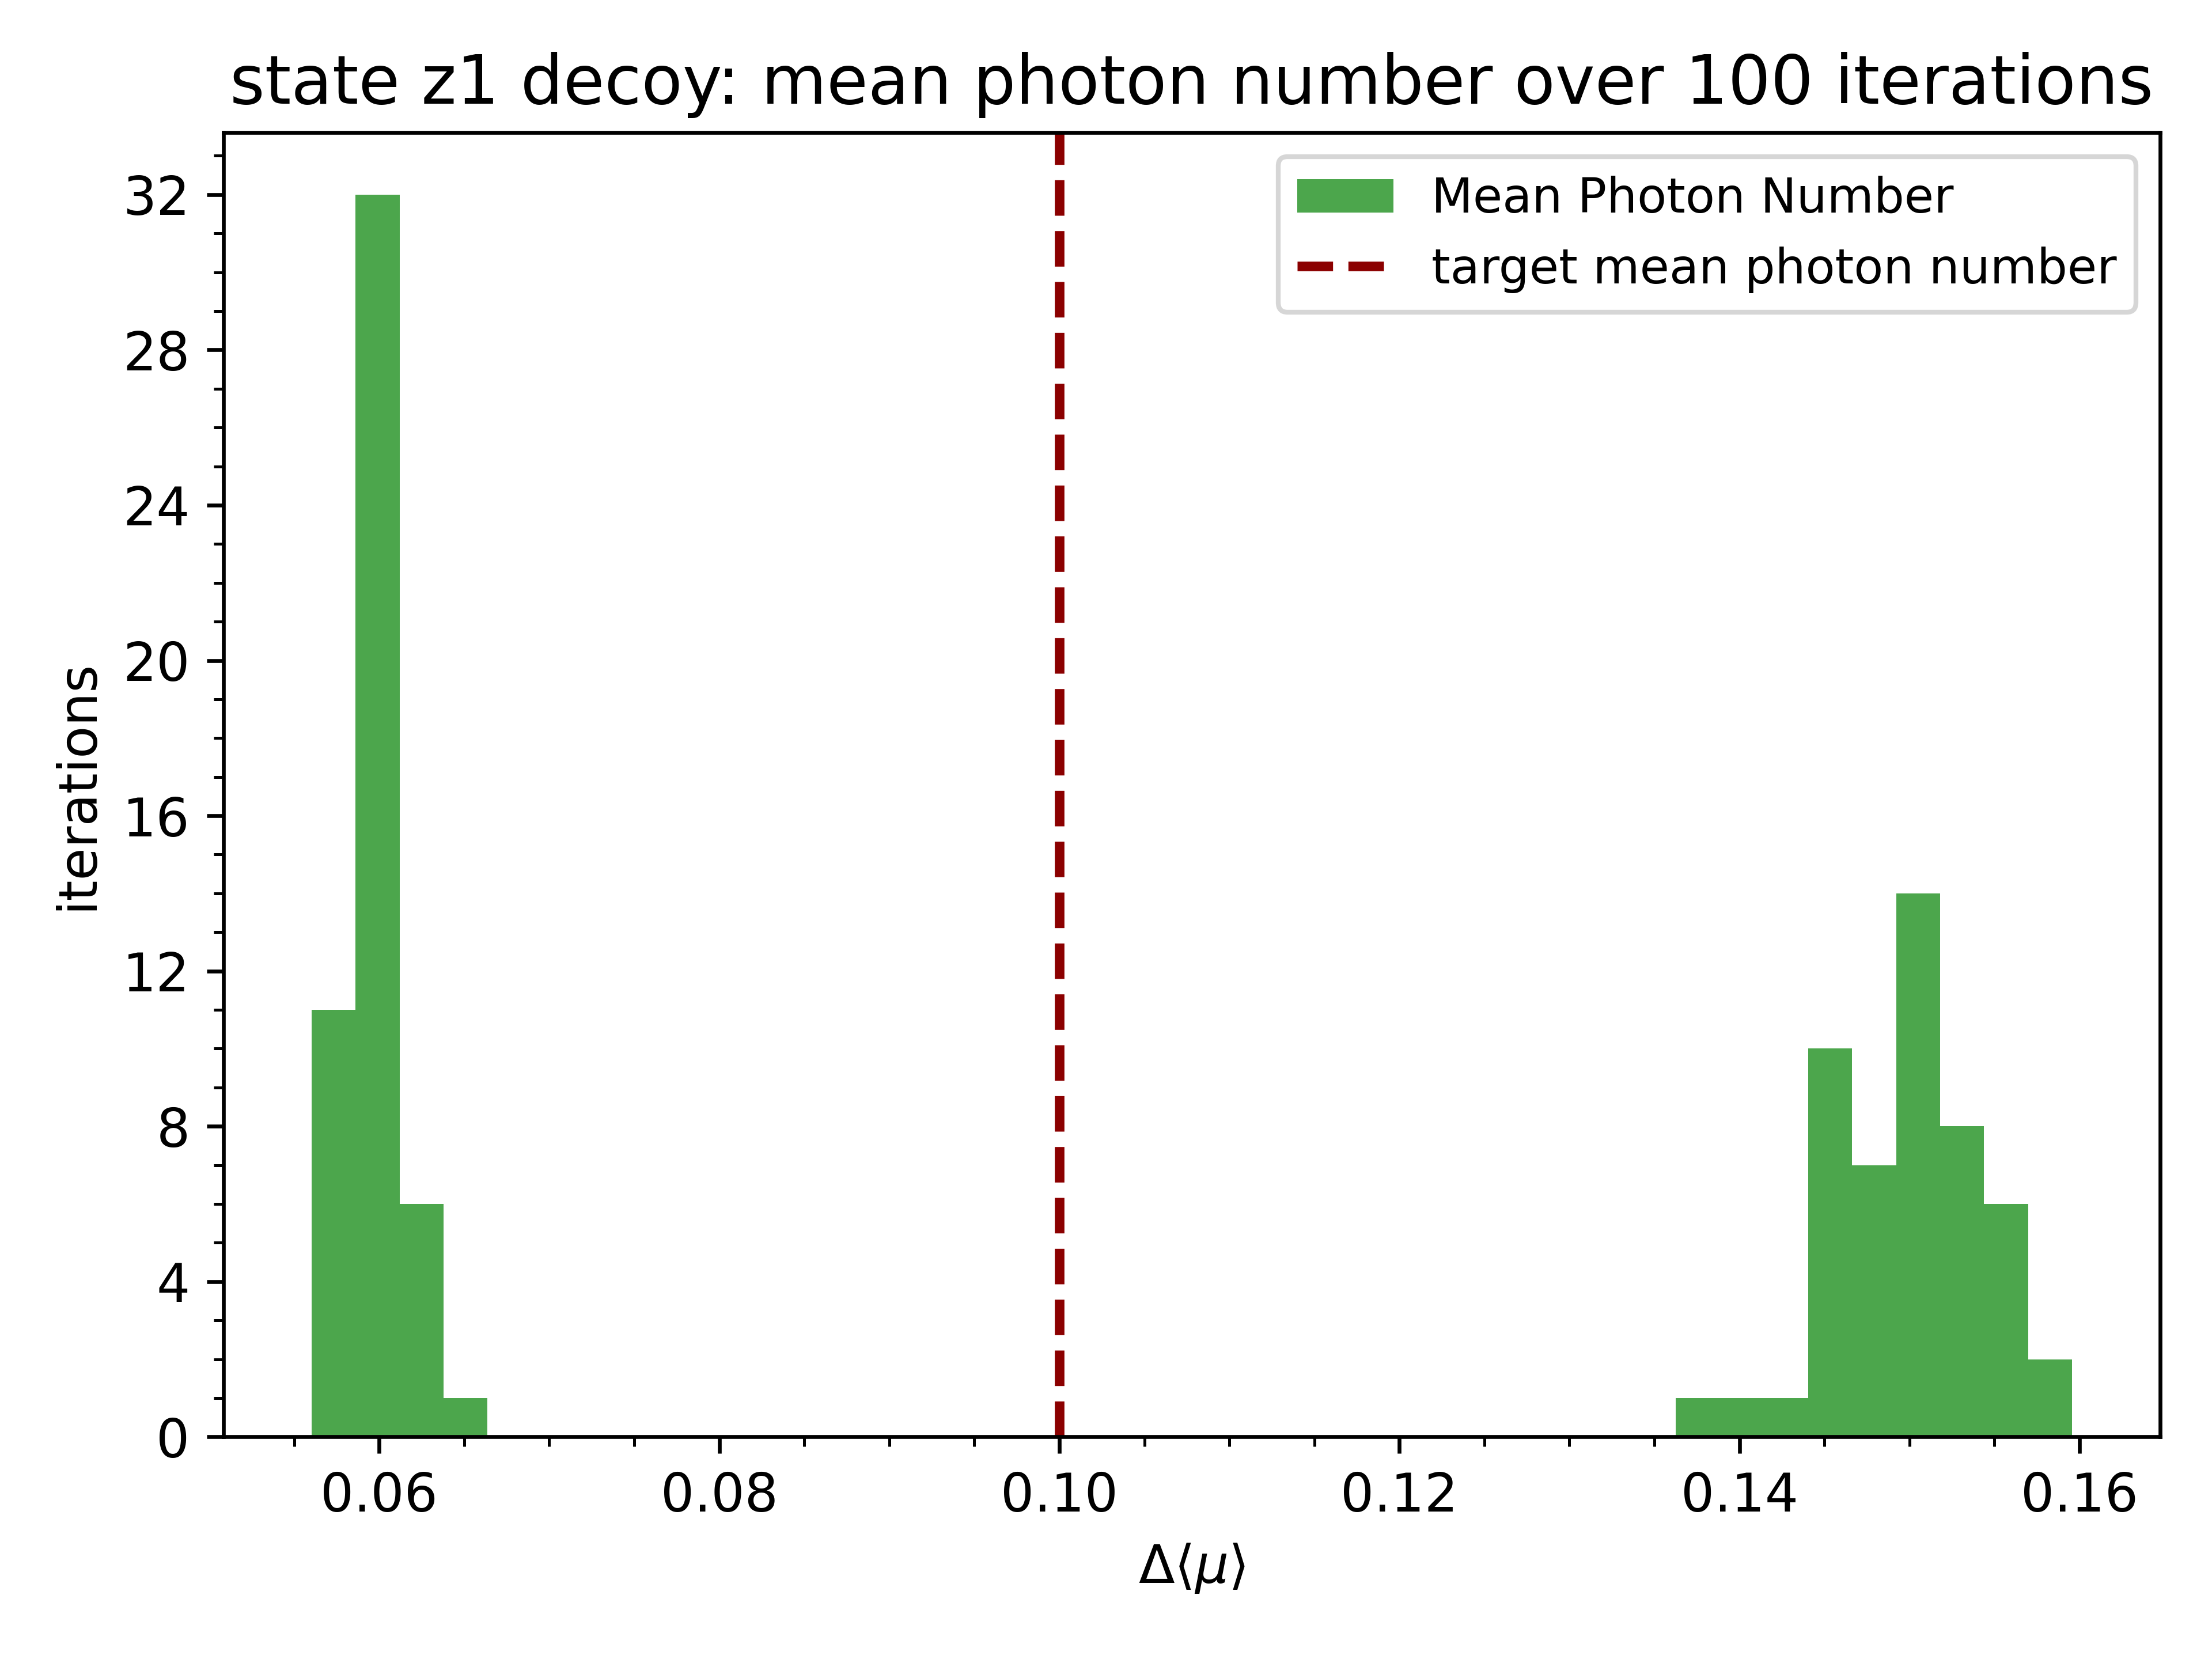 state z1 decoy: mean photon number over 100 iterations
Mean Photon Number
target mean photon number
iterations
32
28
24
20
16
12
8
4
0
0.06 0.08 0.10 0.12 0.14 0.16
Δ⟨μ⟩